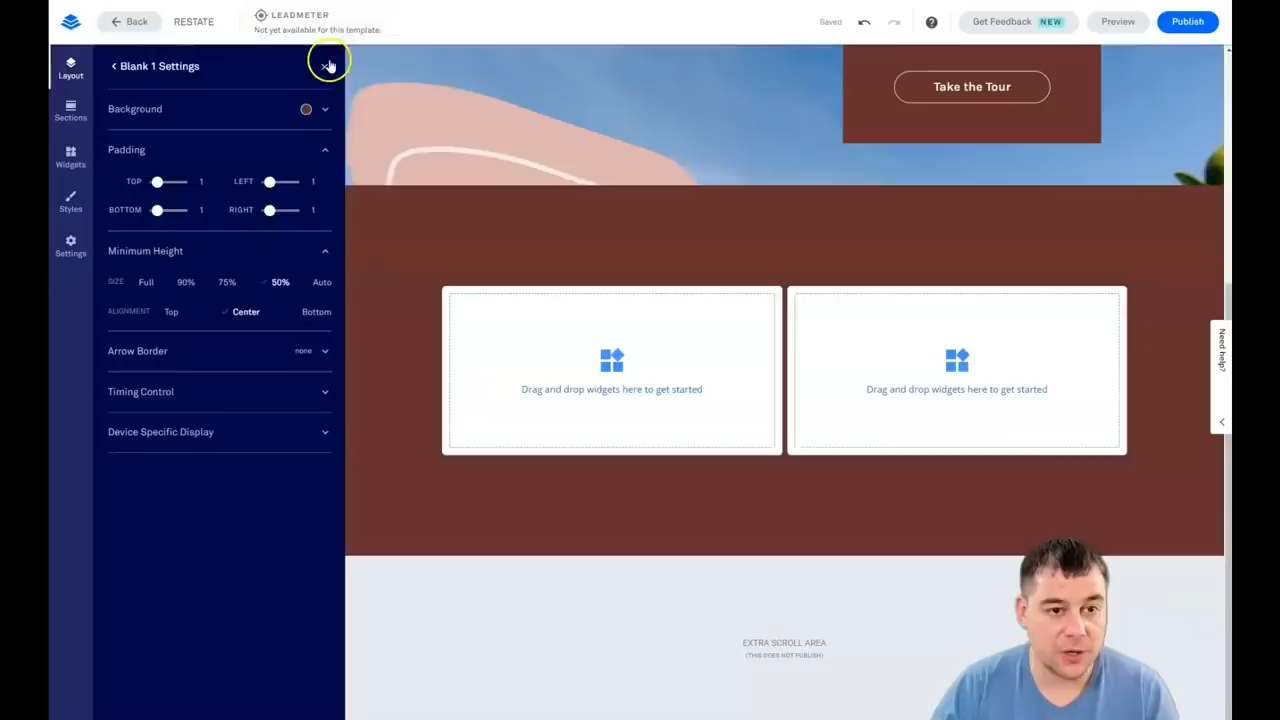 Back
RESTATE
LEADMETER
Not yet available for this template.
Saved
Get Feedback NEW
Preview
Publish
Layout
Sections
Widgets
Styles
Settings
Blank 1 Settings
Background
Padding
TOP 1 LEFT 1
BOTTOM 1 RIGHT 1
Minimum Height
SIZE Full 90% 75% 50% Auto
ALIGNMENT Top Center Bottom
Arrow Border none
Timing Control
Device Specific Display
Take the Tour
Drag and drop widgets here to get started
Drag and drop widgets here to get started
Need help?
EXTRA SCROLL AREA
(THIS DOES NOT PUBLISH)